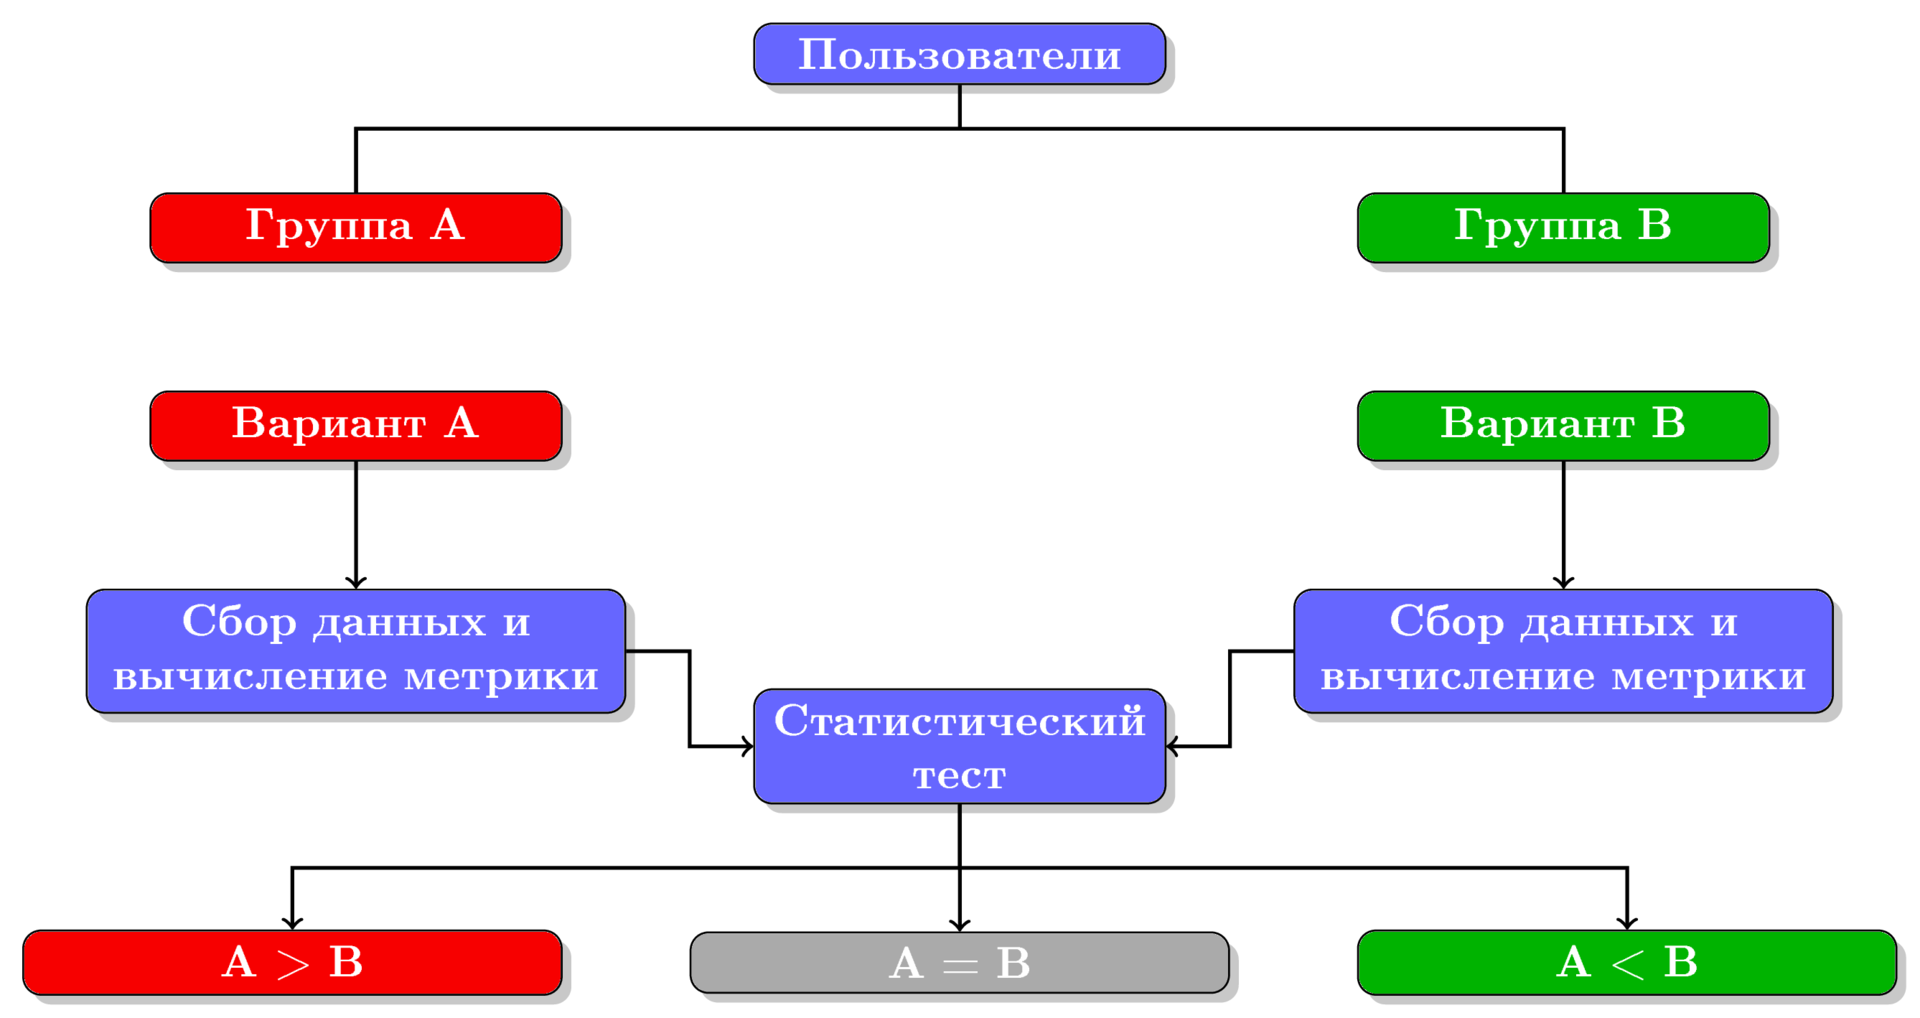 Пользователи
Группа A
Группа B
Вариант A
Вариант B
Сбор данных и
вычисление метрики
Сбор данных и
вычисление метрики
Статистический
тест
A > B
A = B
A < B